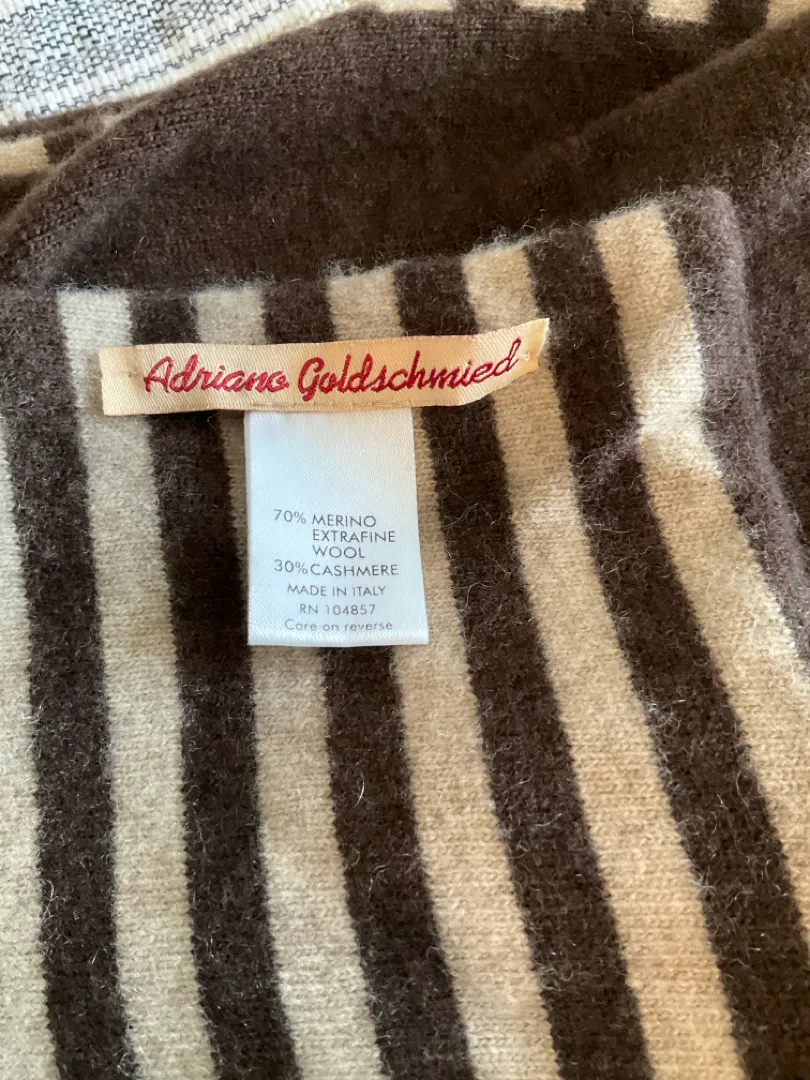 Adriano Goldschmied
70% MERINO
EXTRAFINE
WOOL
30% CASHMERE
MADE IN ITALY
RN 104857
Care on reverse